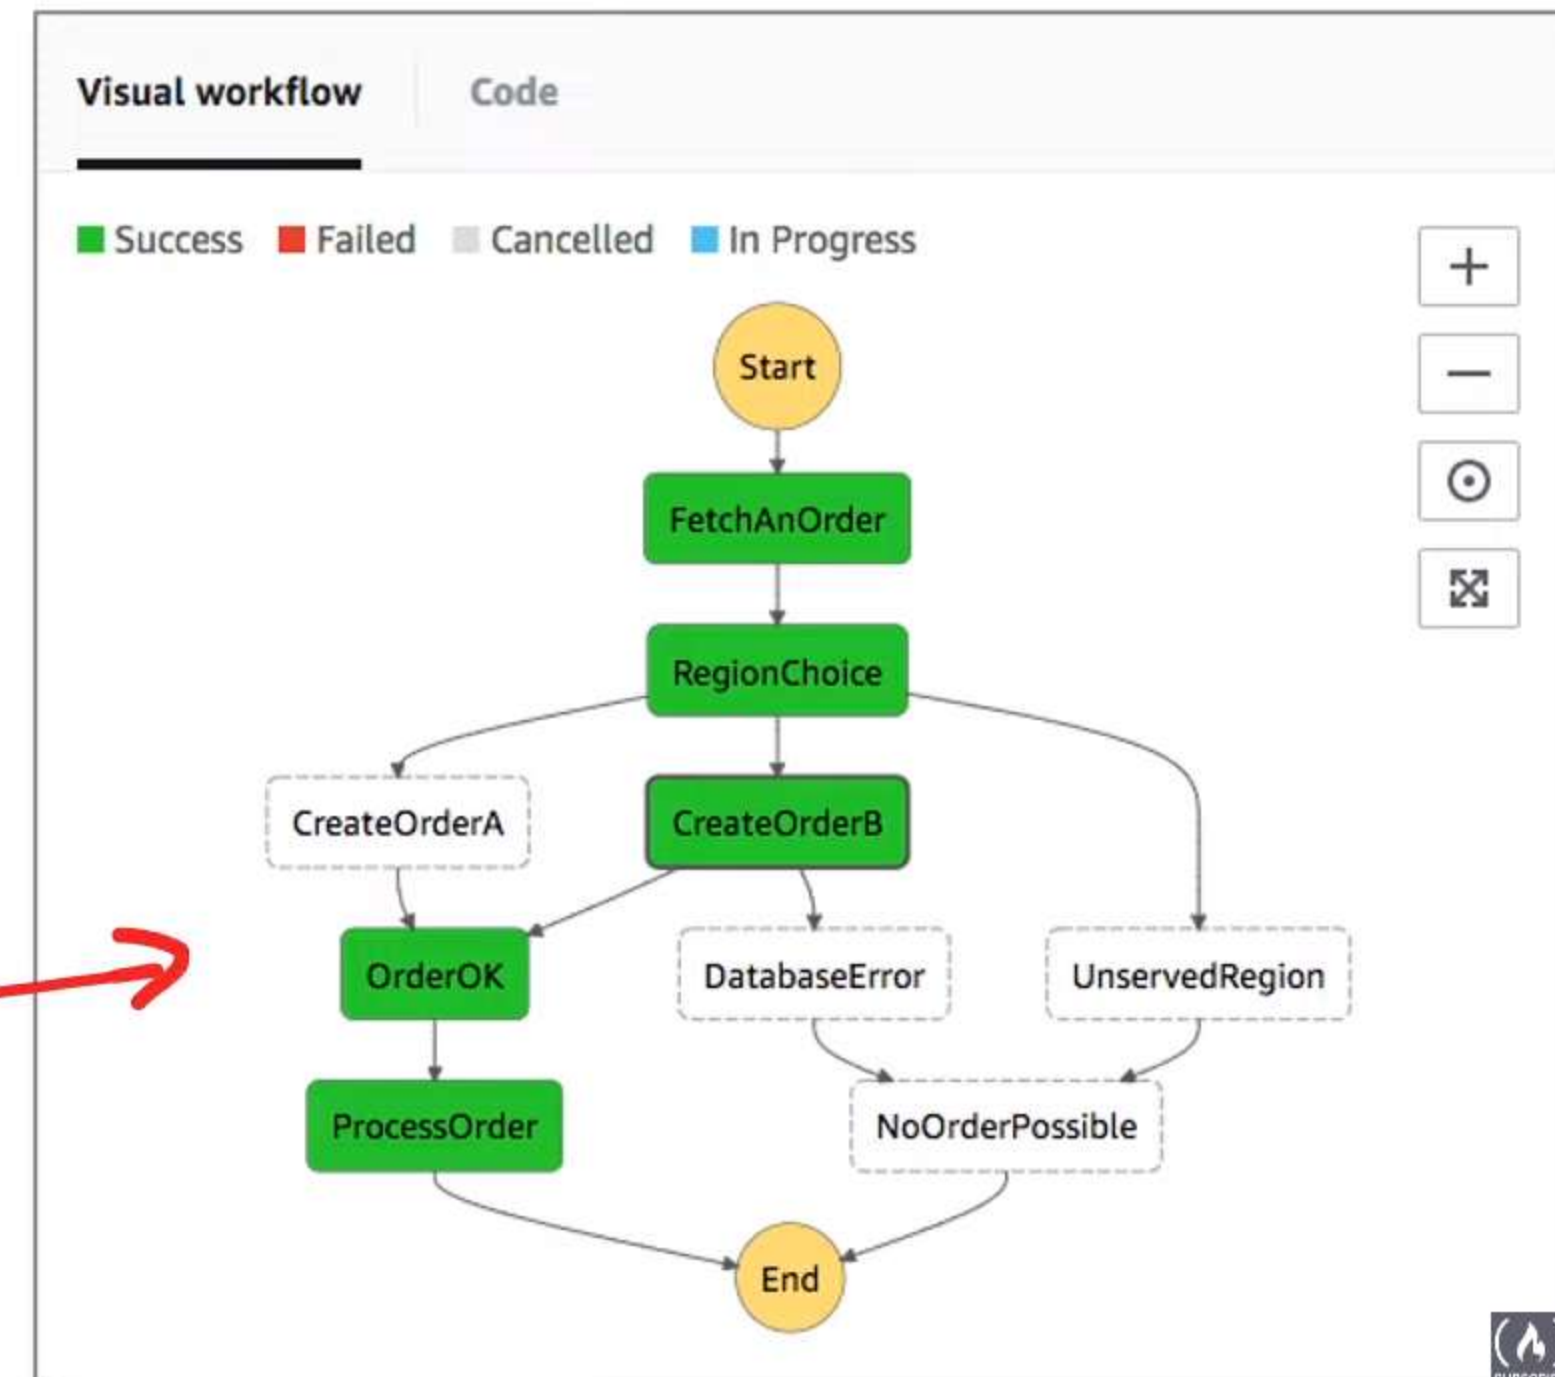 Visual workflow Code
Success Failed Cancelled In Progress
Start
FetchAnOrder
RegionChoice
CreateOrderA CreateOrderB
OrderOK DatabaseError UnservedRegion
ProcessOrder NoOrderPossible
End